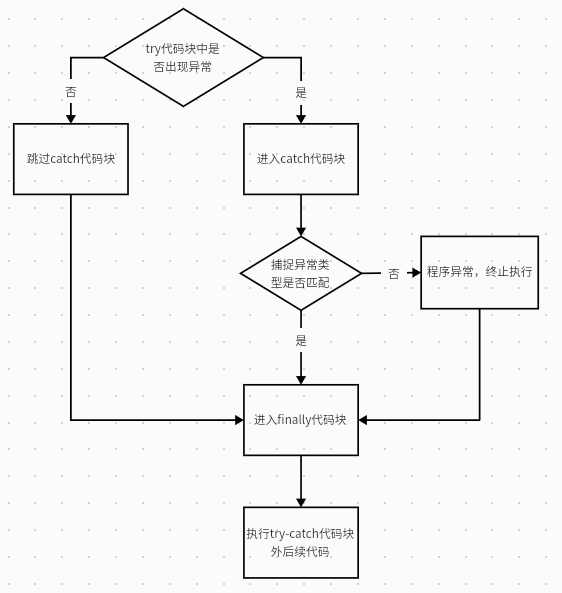 try代码块中是
否出现异常
否
是
跳过catch代码块
进入catch代码块
捕捉异常类
型是否匹配
否
程序异常，终止执行
是
进入finally代码块
执行try-catch代码块
外后续代码